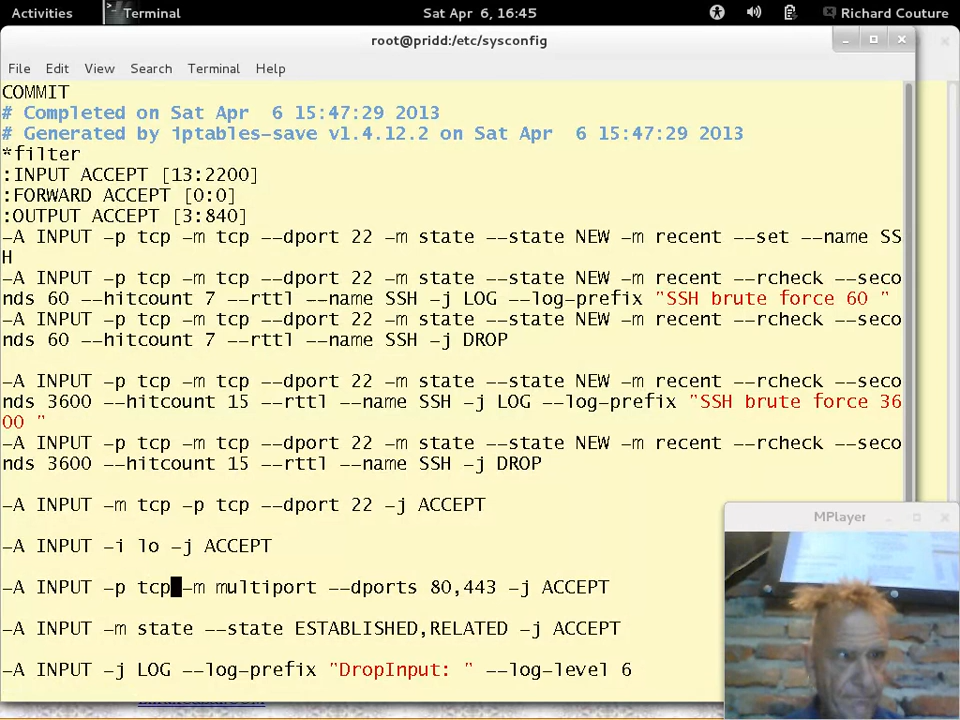 Activities Terminal Sat Apr 6, 16:45 Richard Couture
root@pridd:/etc/sysconfig
File Edit View Search Terminal Help
COMMIT
# Completed on Sat Apr  6 15:47:29 2013
# Generated by iptables-save v1.4.12.2 on Sat Apr  6 15:47:29 2013
*filter
:INPUT ACCEPT [13:2200]
:FORWARD ACCEPT [0:0]
:OUTPUT ACCEPT [3:840]
-A INPUT -p tcp -m tcp --dport 22 -m state --state NEW -m recent --set --name SS
H
-A INPUT -p tcp -m tcp --dport 22 -m state --state NEW -m recent --rcheck --seco
nds 60 --hitcount 7 --rttl --name SSH -j LOG --log-prefix "SSH brute force 60 "
-A INPUT -p tcp -m tcp --dport 22 -m state --state NEW -m recent --rcheck --seco
nds 60 --hitcount 7 --rttl --name SSH -j DROP
-A INPUT -p tcp -m tcp --dport 22 -m state --state NEW -m recent --rcheck --seco
nds 3600 --hitcount 15 --rttl --name SSH -j LOG --log-prefix "SSH brute force 36
00 "
-A INPUT -p tcp -m tcp --dport 22 -m state --state NEW -m recent --rcheck --seco
nds 3600 --hitcount 15 --rttl --name SSH -j DROP
-A INPUT -m tcp -p tcp --dport 22 -j ACCEPT
-A INPUT -i lo -j ACCEPT
-A INPUT -p tcp -m multiport --dports 80,443 -j ACCEPT
-A INPUT -m state --state ESTABLISHED,RELATED -j ACCEPT
-A INPUT -j LOG --log-prefix "DropInput: " --log-level 6
MPlayer